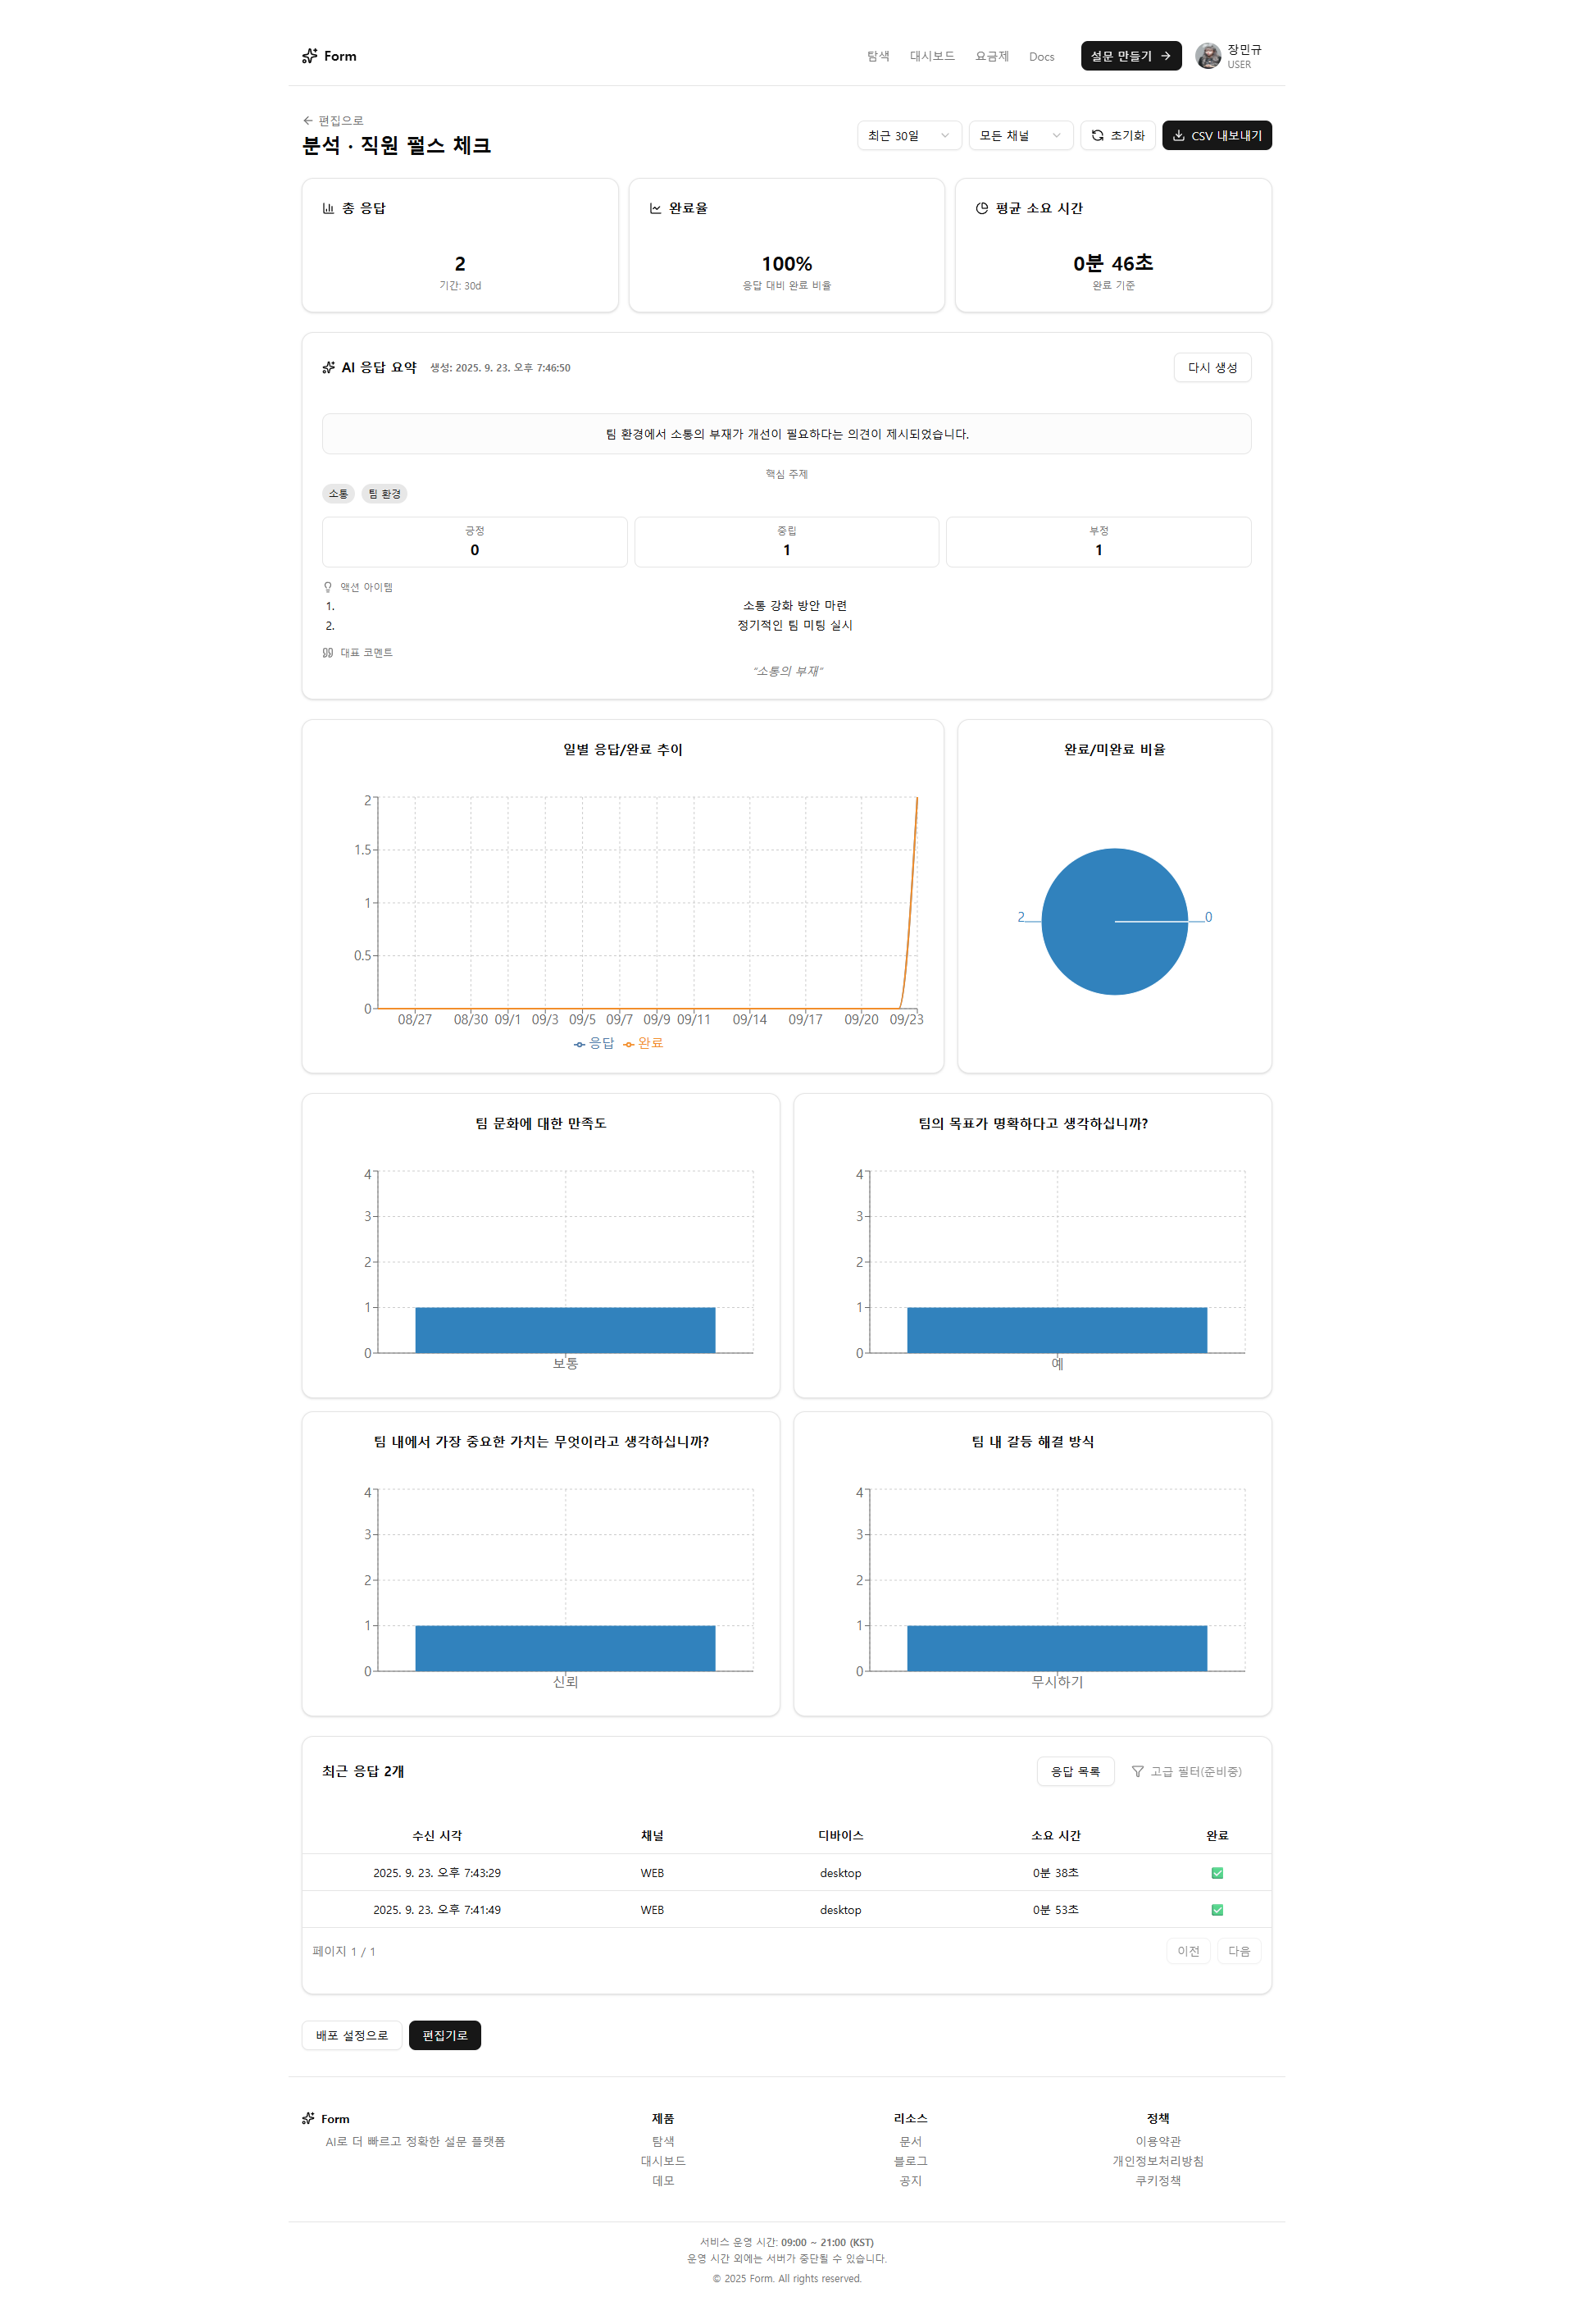 Form
탐색 대시보드 요금제 Docs 설문 만들기 → 장민규
USER
← 편집으로
분석 · 직원 펄스 체크
최근 30일 모든 채널 초기화 CSV 내보내기
총 응답
2
기간: 30d
완료율
100%
응답 대비 완료 비율
평균 소요 시간
0분 46초
완료 기준
AI 응답 요약 생성: 2025. 9. 23. 오후 7:46:50 다시 생성
팀 환경에서 소통의 부재가 개선이 필요하다는 의견이 제시되었습니다.
핵심 주제
소통 팀 환경
긍정 중립 부정
0 1 1
액션 아이템
1. 소통 강화 방안 마련
2. 정기적인 팀 미팅 실시
대표 코멘트
“소통의 부재”
일별 응답/완료 추이
2
1.5
1
0.5
0
08/27 08/30 09/1 09/3 09/5 09/7 09/9 09/11 09/14 09/17 09/20 09/23
응답 완료
완료/미완료 비율
2 0
팀 문화에 대한 만족도
4
3
2
1
0
보통
팀의 목표가 명확하다고 생각하십니까?
4
3
2
1
0
예
팀 내에서 가장 중요한 가치는 무엇이라고 생각하십니까?
4
3
2
1
0
신뢰
팀 내 갈등 해결 방식
4
3
2
1
0
무시하기
최근 응답 2개 응답 목록 고급 필터(준비중)
수신 시각 채널 디바이스 소요 시간 완료
2025. 9. 23. 오후 7:43:29 WEB desktop 0분 38초 ✅
2025. 9. 23. 오후 7:41:49 WEB desktop 0분 53초 ✅
페이지 1 / 1 이전 다음
배포 설정으로 편집기로
Form 제품 리소스 정책
AI로 더 빠르고 정확한 설문 플랫폼 탐색 문서 이용약관
대시보드 블로그 개인정보처리방침
데모 공지 쿠키정책
서비스 운영 시간: 09:00 ~ 21:00 (KST)
운영 시간 외에는 서버가 중단될 수 있습니다.
© 2025 Form. All rights reserved.